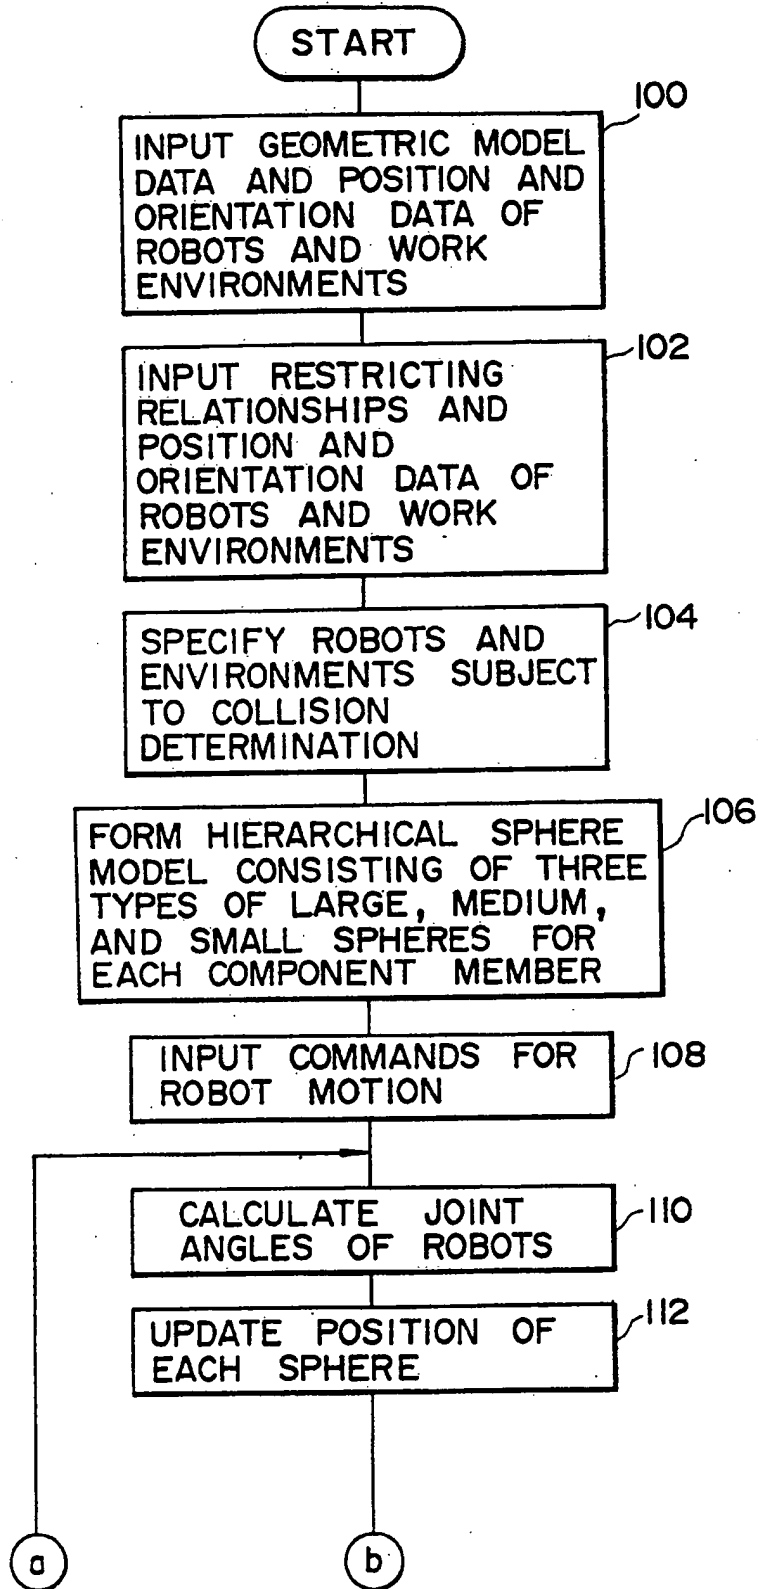 START
100
INPUT GEOMETRIC MODEL
DATA AND POSITION AND
ORIENTATION DATA OF
ROBOTS AND WORK
ENVIRONMENTS
102
INPUT RESTRICTING
RELATIONSHIPS AND
POSITION AND
ORIENTATION DATA OF
ROBOTS AND WORK
ENVIRONMENTS
104
SPECIFY ROBOTS AND
ENVIRONMENTS SUBJECT
TO COLLISION
DETERMINATION
106
FORM HIERARCHICAL SPHERE
MODEL CONSISTING OF THREE
TYPES OF LARGE, MEDIUM,
AND SMALL SPHERES FOR
EACH COMPONENT MEMBER
108
INPUT COMMANDS FOR
ROBOT MOTION
110
CALCULATE JOINT
ANGLES OF ROBOTS
112
UPDATE POSITION OF
EACH SPHERE
a
b